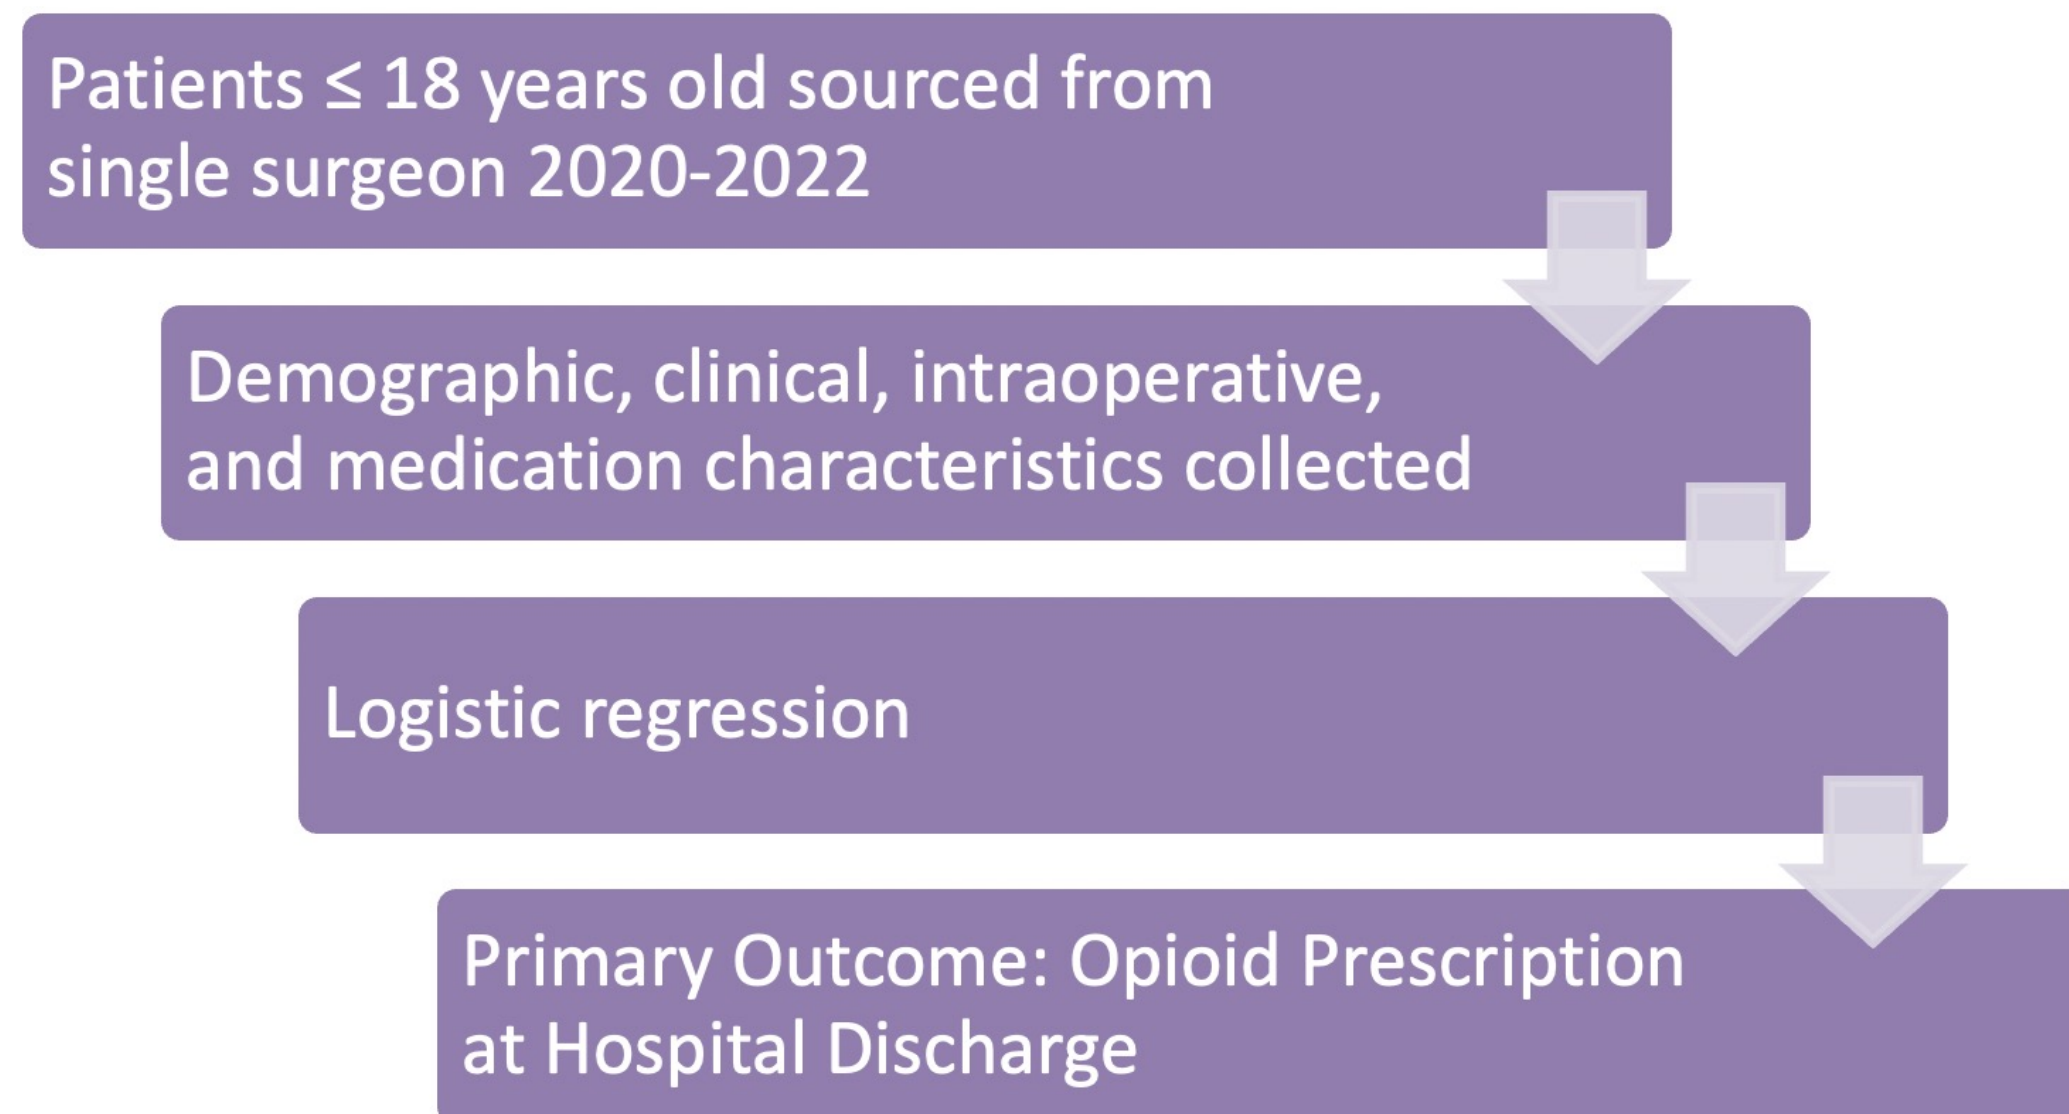 Patients ≤ 18 years old sourced from
single surgeon 2020-2022
Demographic, clinical, intraoperative,
and medication characteristics collected
Logistic regression
Primary Outcome: Opioid Prescription
at Hospital Discharge